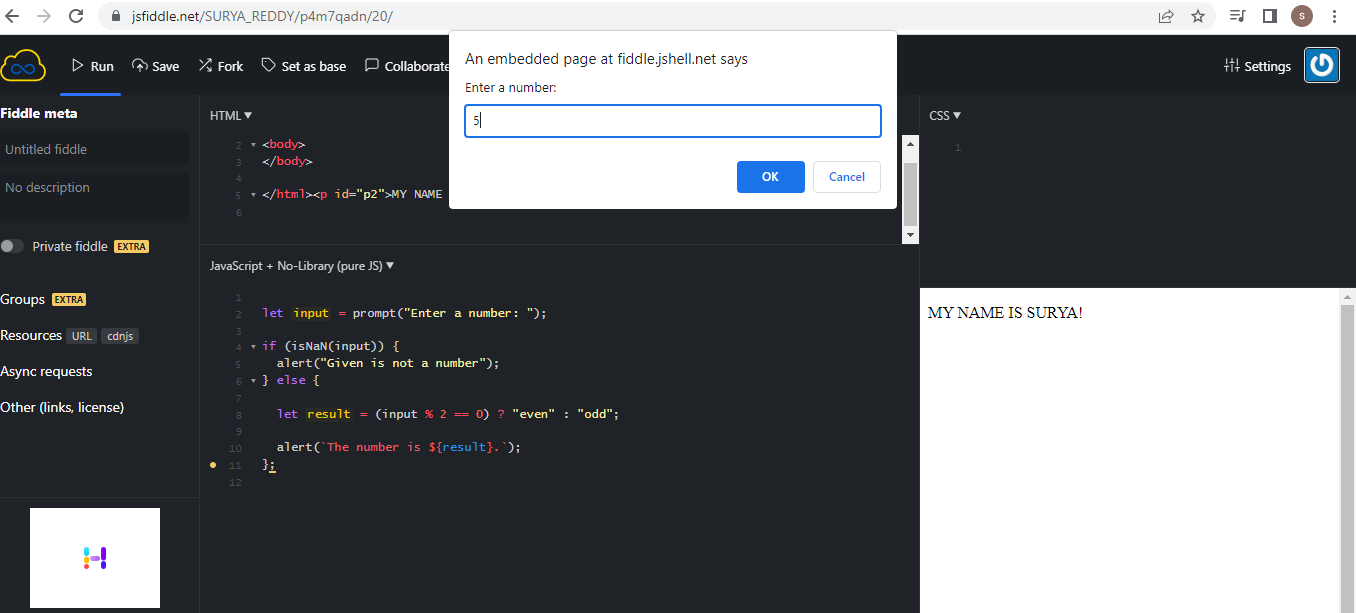 jsfiddle.net/SURYA_REDDY/p4m7qadn/20/
S
Run
Save
Fork
Set as base
Collaborate
Settings
An embedded page at fiddle.jshell.net says
Enter a number:
5
OK
Cancel
Fiddle meta
Untitled fiddle
No description
Private fiddle EXTRA
Groups EXTRA
Resources URL cdnjs
Async requests
Other (links, license)
HTML ▼
2 ▾ <body>
3 </body>
4
5 ▾ </html><p id="p2">MY NAME
6
CSS ▼
1
JavaScript + No-Library (pure JS) ▼
1
2 let input = prompt("Enter a number: ");
3
4 ▾ if (isNaN(input)) {
5 alert("Given is not a number");
6 ▾ } else {
7
8 let result = (input % 2 == 0) ? "even" : "odd";
9
10 alert(`The number is ${result}.`);
11 };
12
MY NAME IS SURYA!